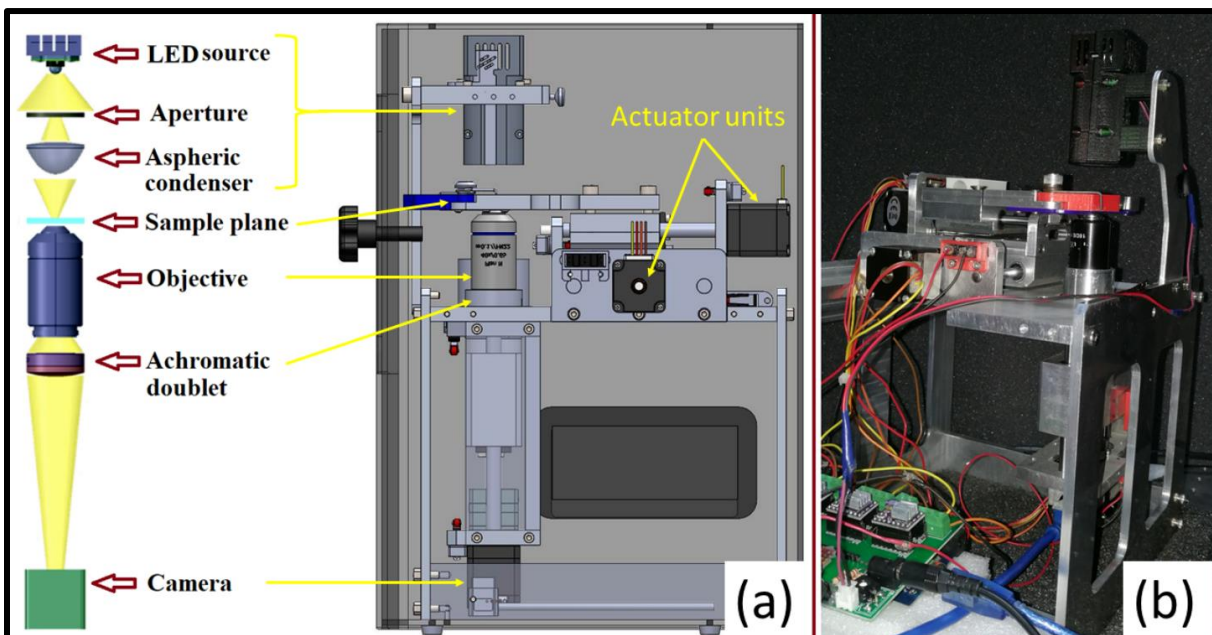 LED source
Aperture
Aspheric
condenser
Sample plane
Objective
Achromatic
doublet
Camera
Actuator units
(a)
(b)